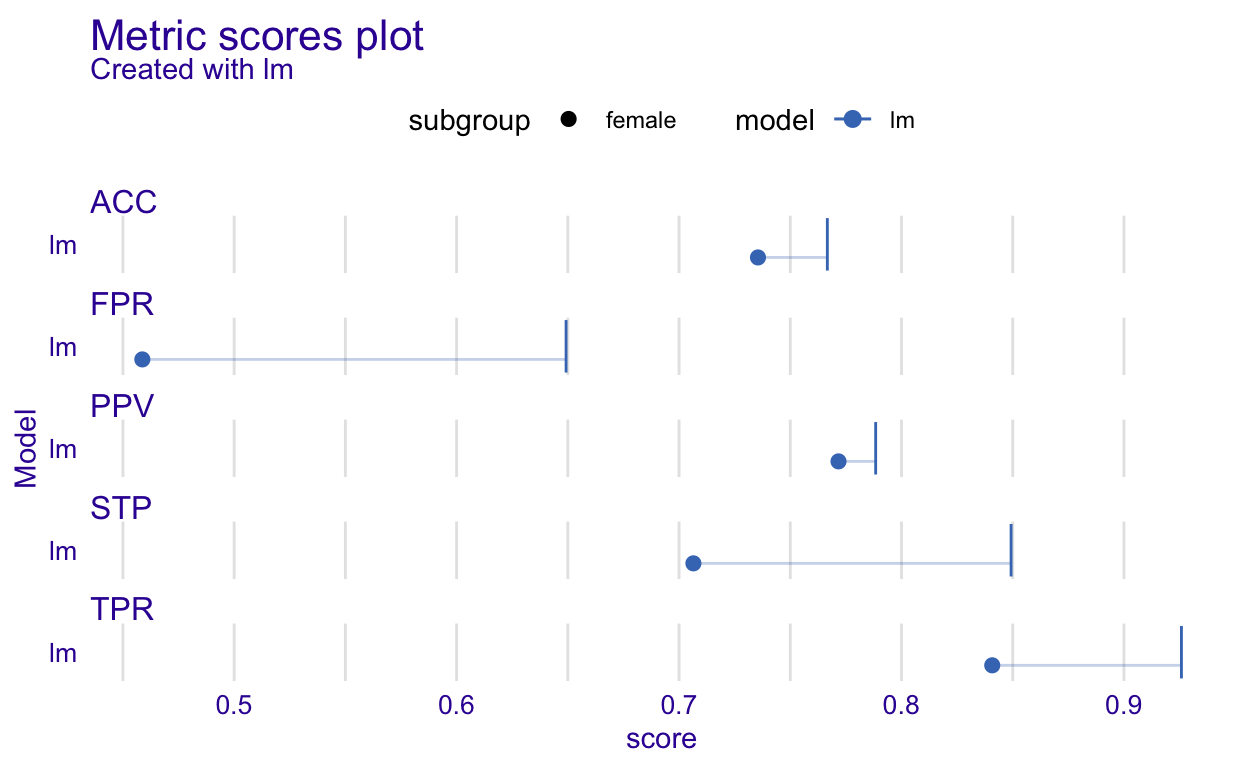 Metric scores plot
Created with lm
subgroup female model lm
ACC
lm
FPR
lm
PPV
lm
STP
lm
TPR
lm
Model
0.5 0.6 0.7 0.8 0.9
score